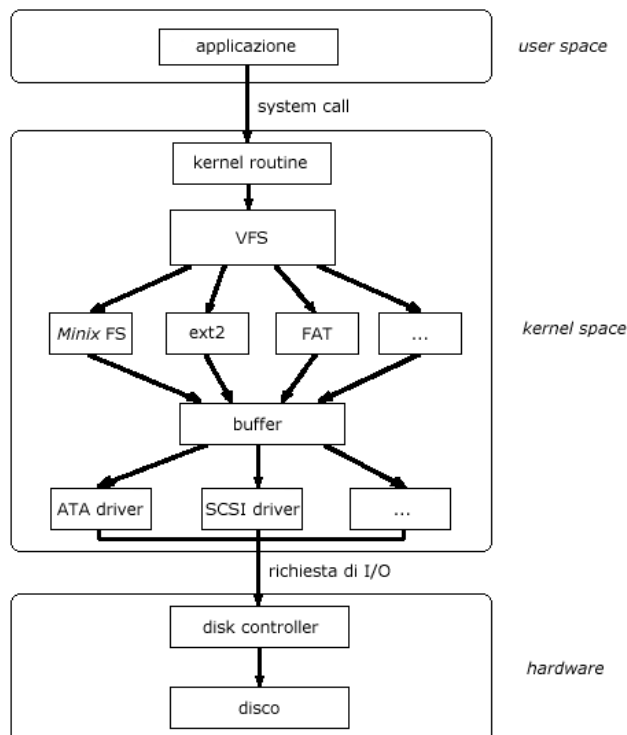 applicazione
user space
system call
kernel routine
VFS
Minix FS
ext2
FAT
...
kernel space
buffer
ATA driver
SCSI driver
...
richiesta di I/O
disk controller
hardware
disco